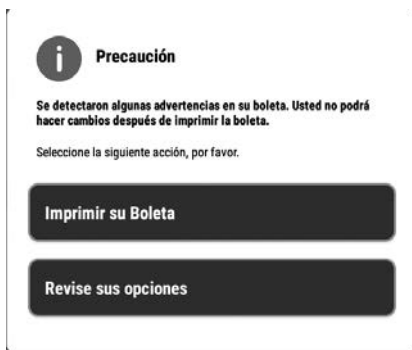 Precaución
Se detectaron algunas advertencias en su boleta. Usted no podrá
hacer cambios después de imprimir la boleta.
Seleccione la siguiente acción, por favor.
Imprimir su Boleta
Revise sus opciones